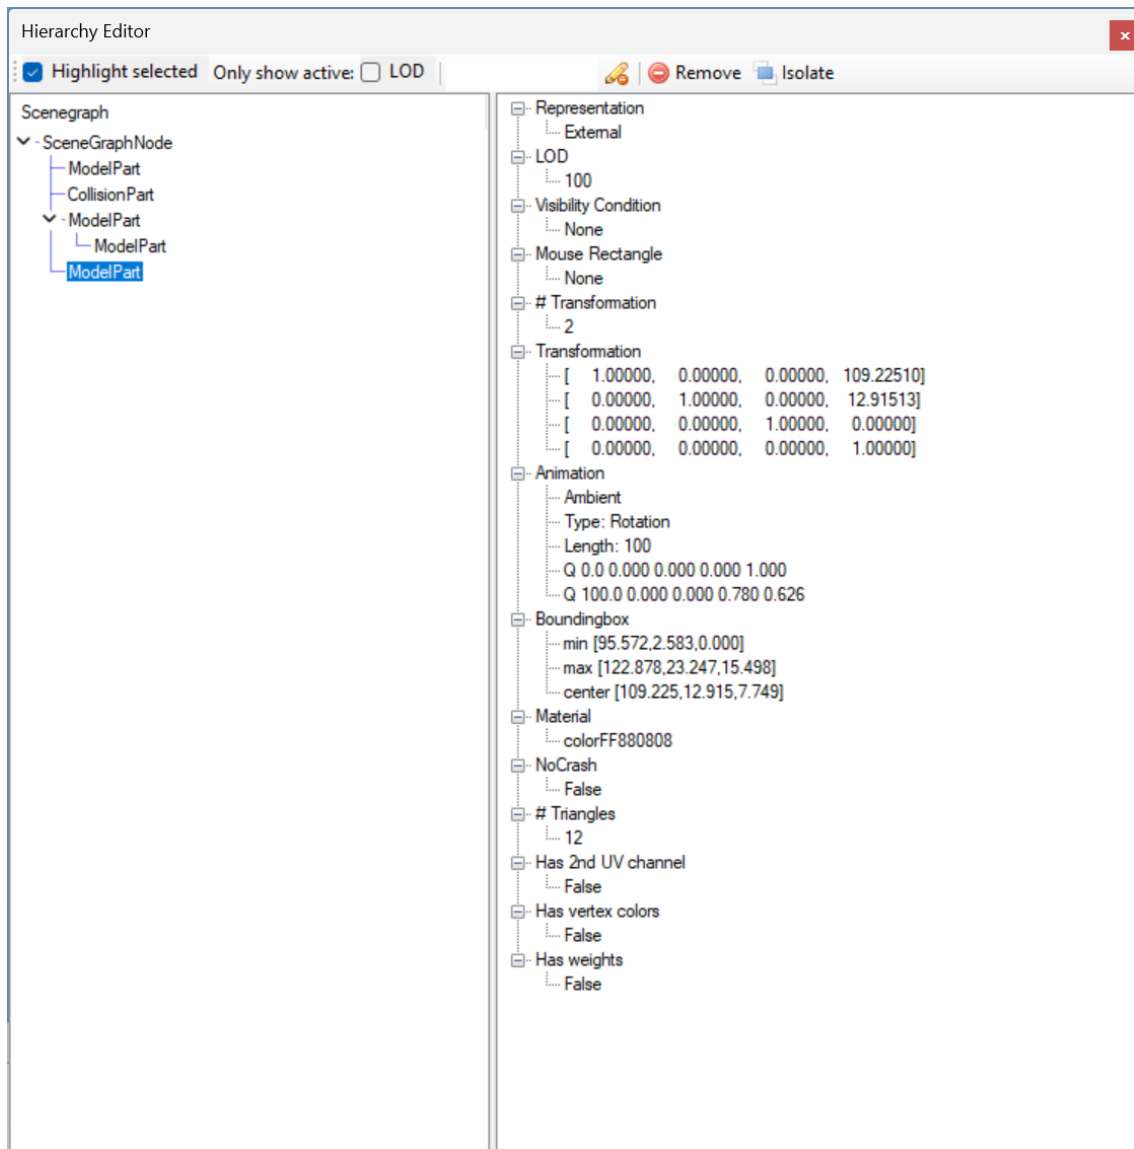 Hierarchy Editor
x
Highlight selected Only show active: LOD Remove Isolate
Scenegraph
SceneGraphNode
ModelPart
CollisionPart
ModelPart
ModelPart
ModelPart
Representation
External
LOD
100
Visibility Condition
None
Mouse Rectangle
None
# Transformation
2
Transformation
[ 1.00000, 0.00000, 0.00000, 109.22510]
[ 0.00000, 1.00000, 0.00000, 12.91513]
[ 0.00000, 0.00000, 1.00000, 0.00000]
[ 0.00000, 0.00000, 0.00000, 1.00000]
Animation
Ambient
Type: Rotation
Length: 100
Q 0.0 0.000 0.000 0.000 1.000
Q 100.0 0.000 0.000 0.780 0.626
Boundingbox
min [95.572,2.583,0.000]
max [122.878,23.247,15.498]
center [109.225,12.915,7.749]
Material
colorFF880808
NoCrash
False
# Triangles
12
Has 2nd UV channel
False
Has vertex colors
False
Has weights
False